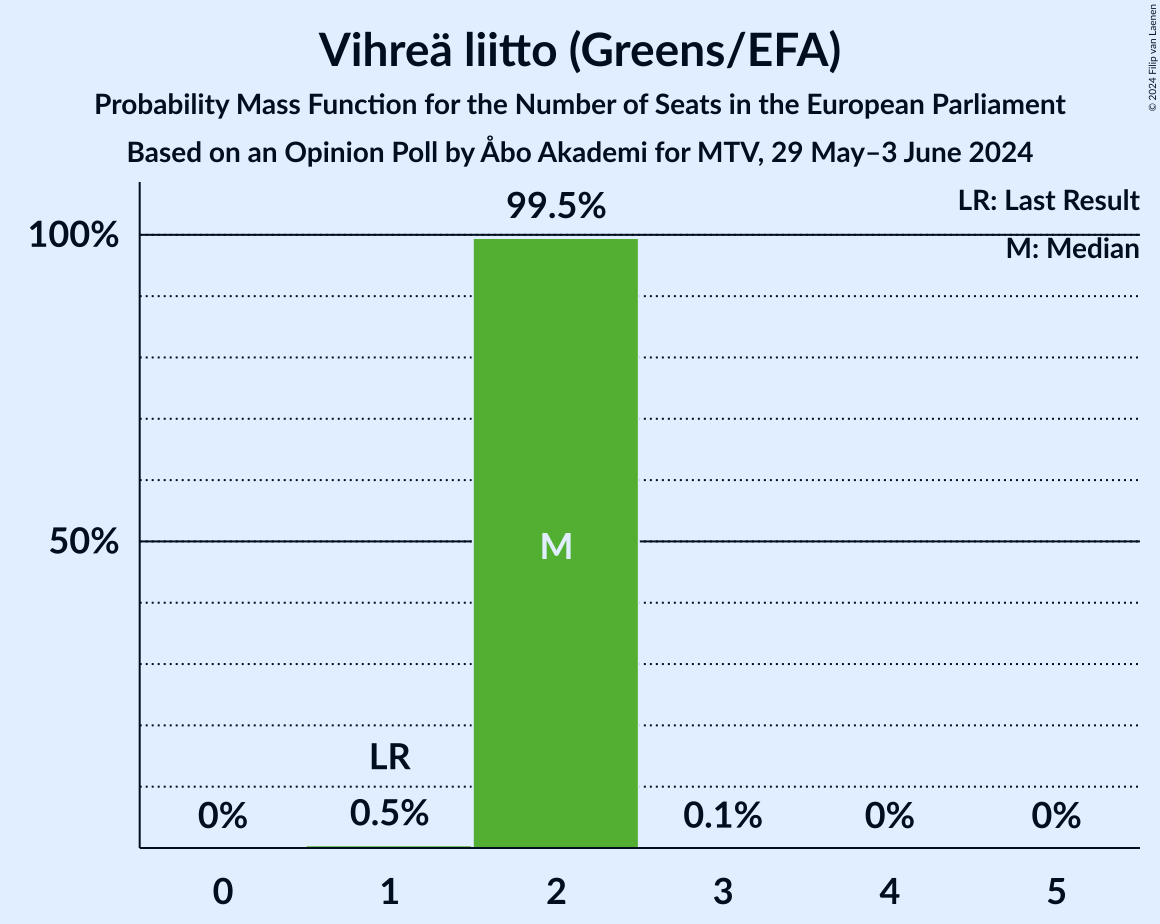 Vihreä liitto (Greens/EFA)
Probability Mass Function for the Number of Seats in the European Parliament
Based on an Opinion Poll by Åbo Akademi for MTV, 29 May–3 June 2024
© 2024 Filip van Laenen
LR: Last Result
M: Median
99.5%
100%
50%
M
LR
0% 0.5% 0.1% 0% 0%
0 1 2 3 4 5